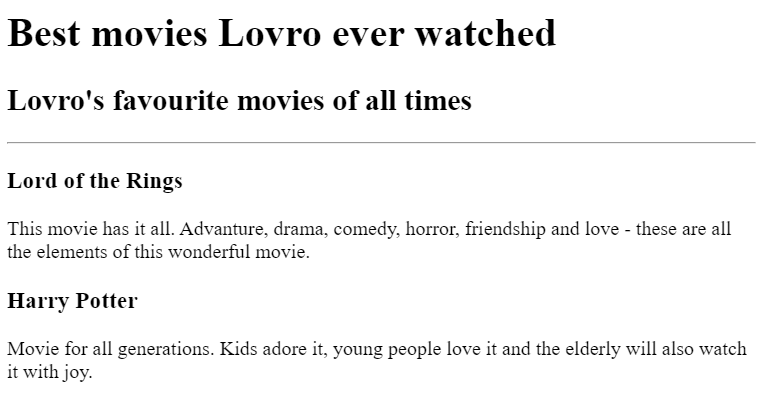 Best movies Lovro ever watched
Lovro's favourite movies of all times
Lord of the Rings
This movie has it all. Advanture, drama, comedy, horror, friendship and love - these are all
the elements of this wonderful movie.
Harry Potter
Movie for all generations. Kids adore it, young people love it and the elderly will also watch
it with joy.